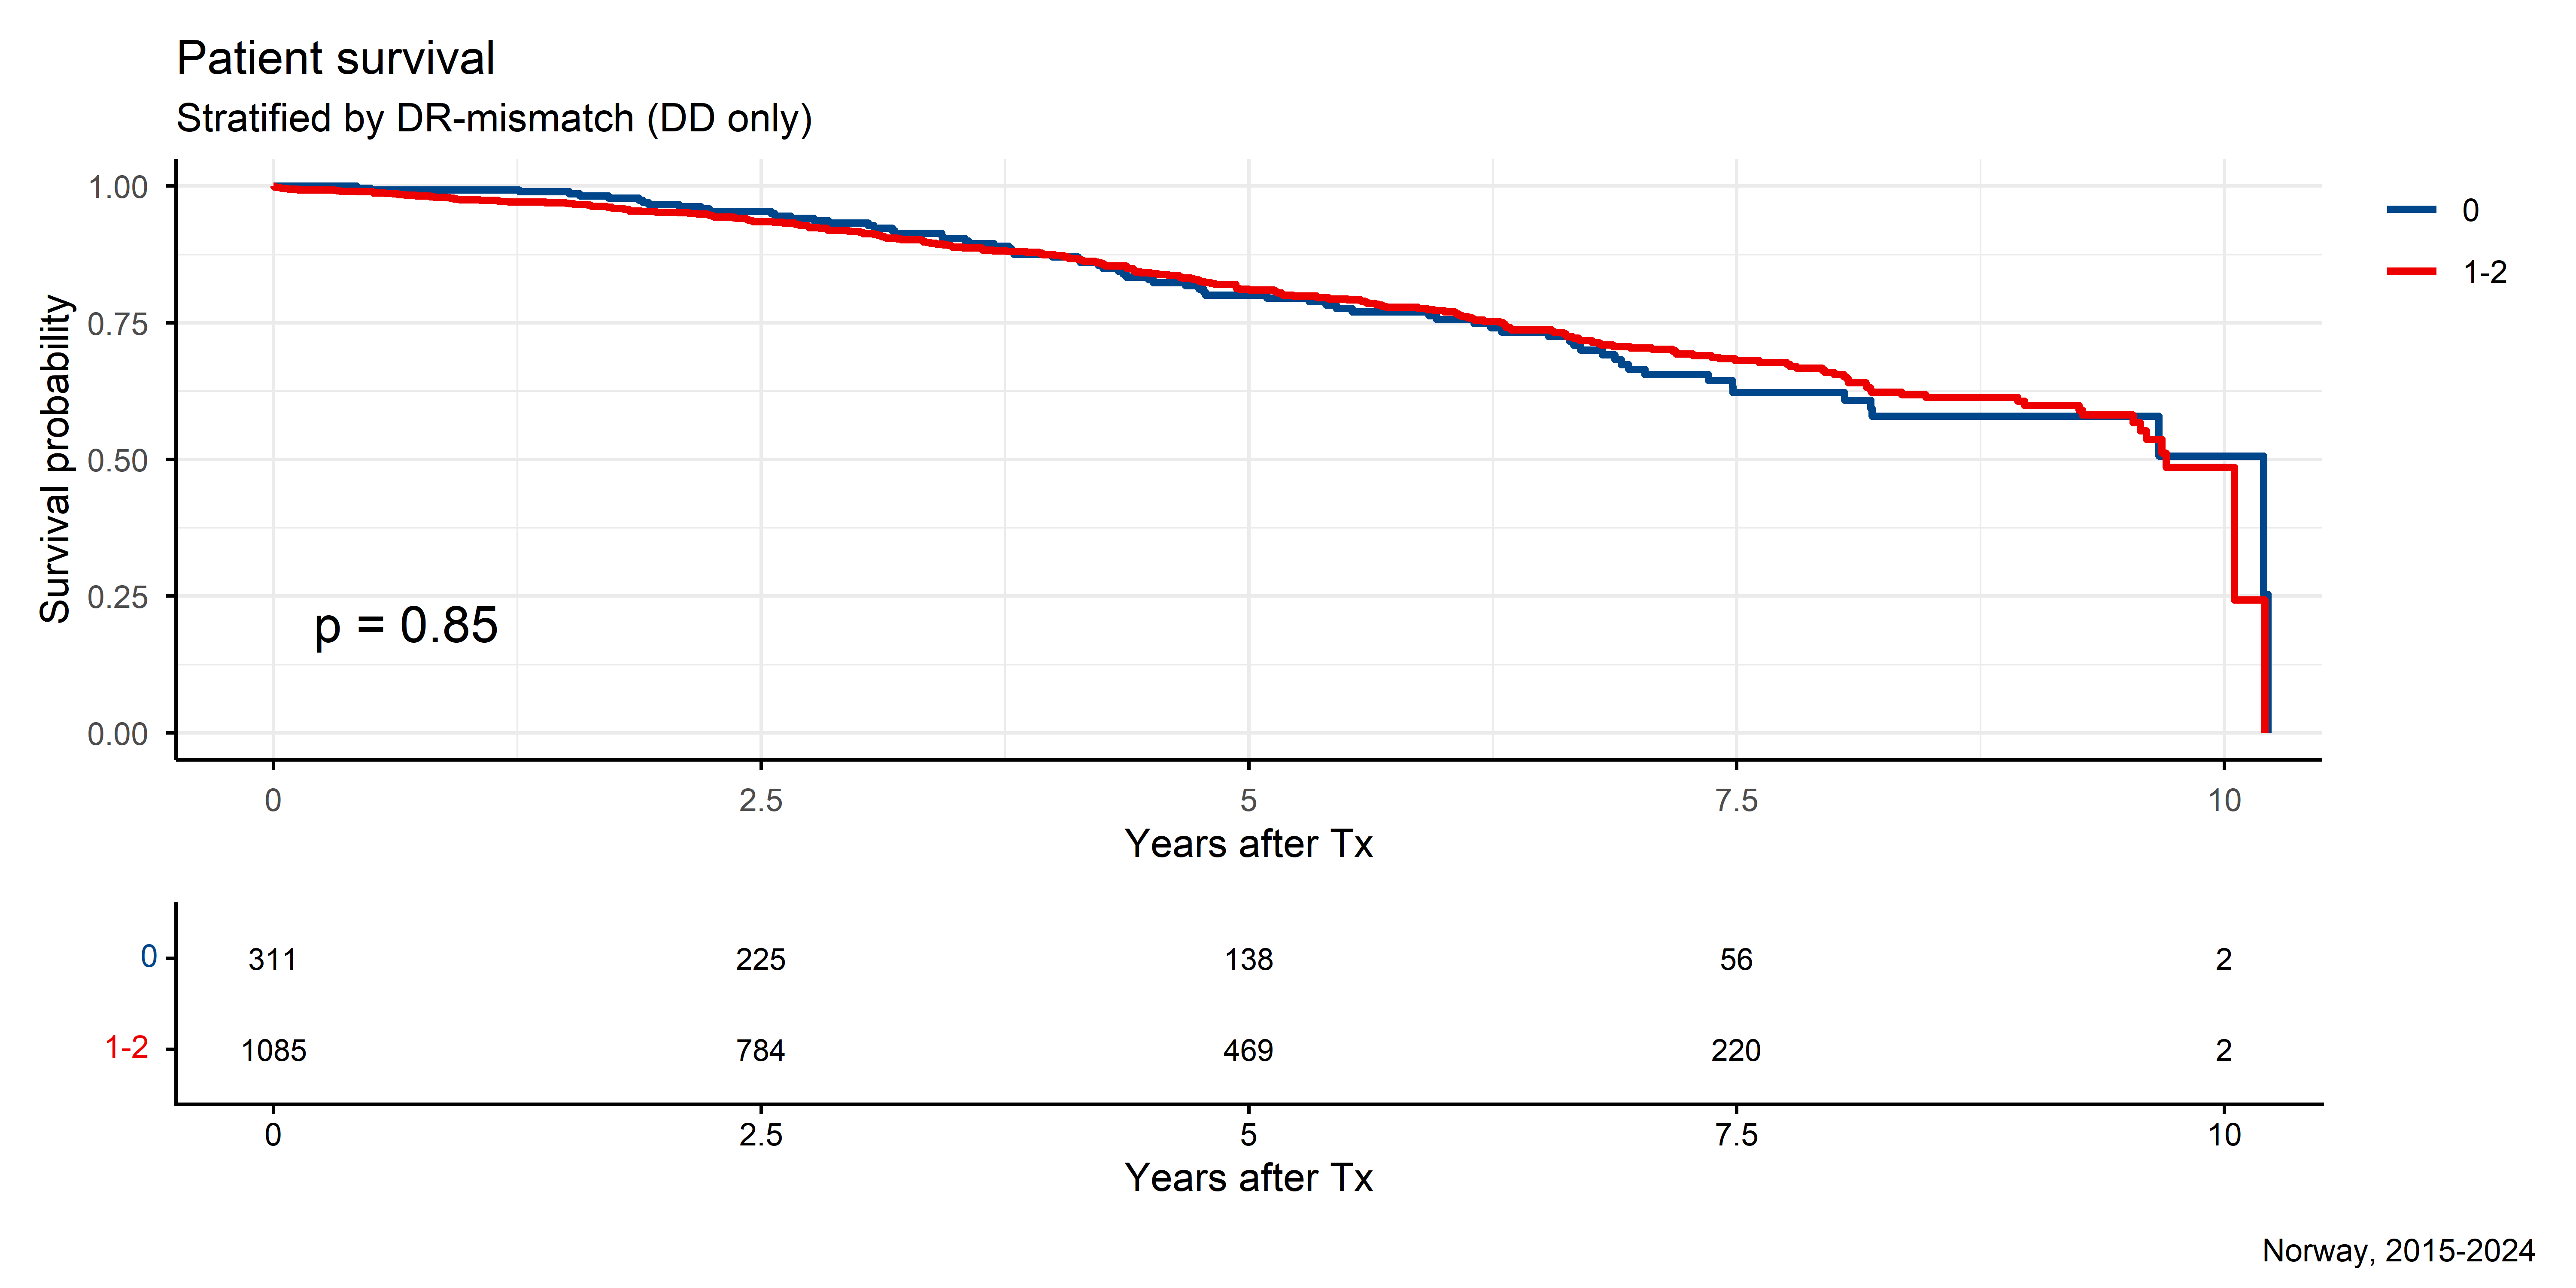 Patient survival
Stratified by DR-mismatch (DD only)
1.00
0.75
0.50
0.25
0.00
Survival probability
p = 0.85
0
1-2
0 2.5 5 7.5 10
Years after Tx
0 311 225 138 56 2
1-2 1085 784 469 220 2
0 2.5 5 7.5 10
Years after Tx
Norway, 2015-2024